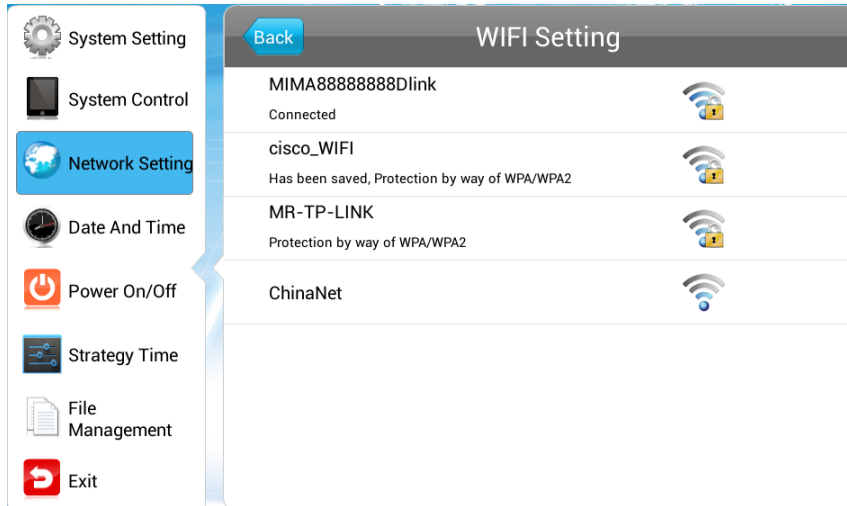 System Setting
System Control
Network Setting
Date And Time
Power On/Off
Strategy Time
File
Management
Exit
Back
WIFI Setting
MIMA88888888Dlink
Connected
cisco_WIFI
Has been saved, Protection by way of WPA/WPA2
MR-TP-LINK
Protection by way of WPA/WPA2
ChinaNet